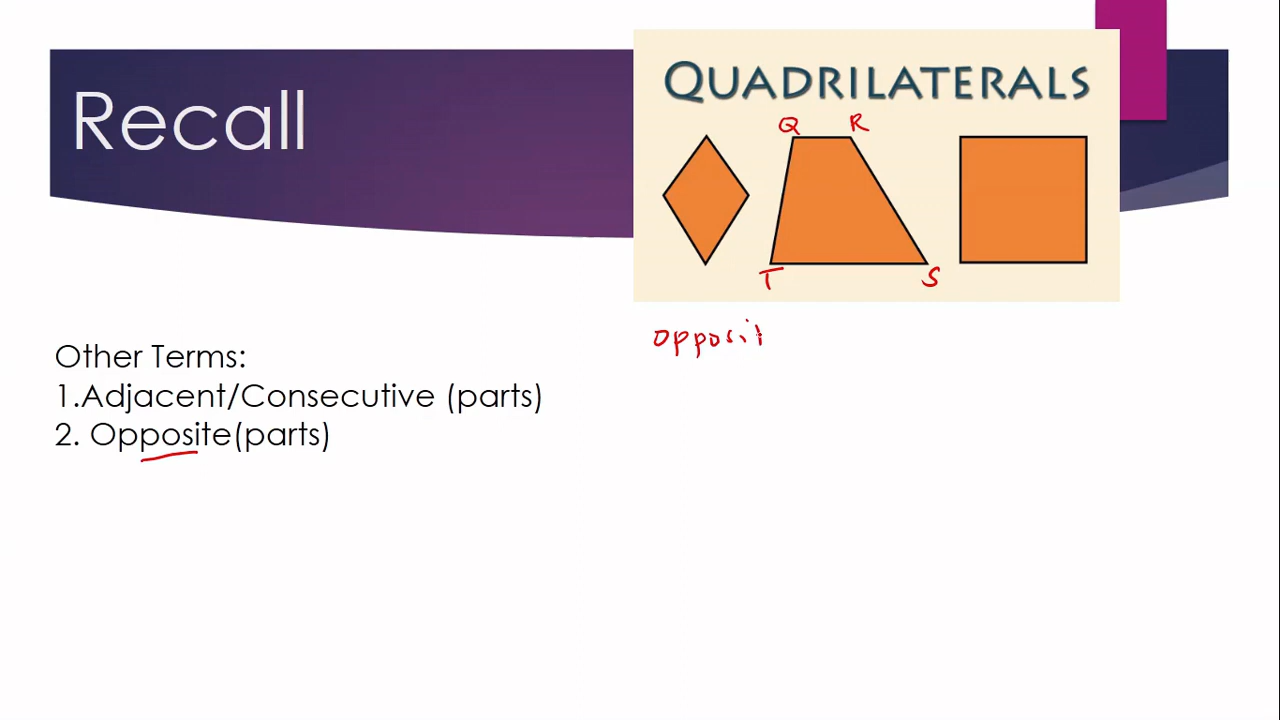 Recall
QUADRILATERALS
Q R
T S
opposit
Other Terms:
1.Adjacent/Consecutive (parts)
2. Opposite(parts)